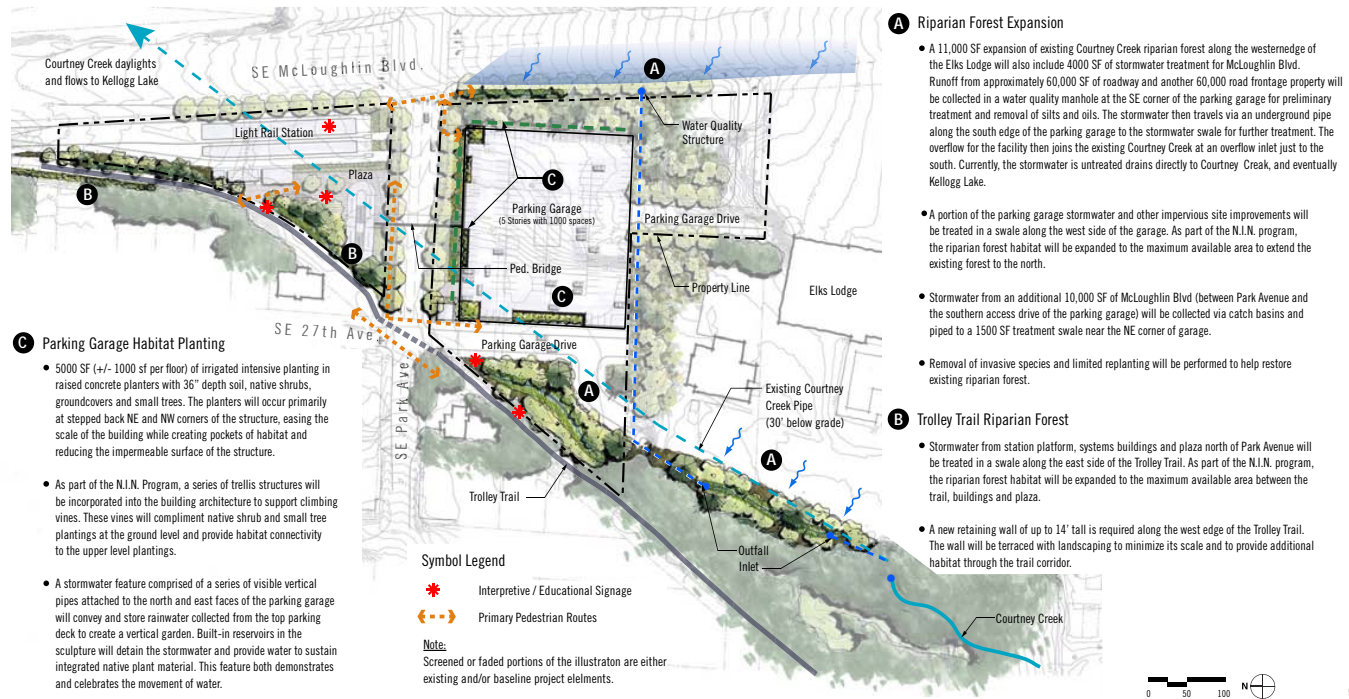 Courtney Creek daylights
and flows to Kellogg Lake
SE McLoughlin Blvd.
A
Light Rail Station
Water Quality
Structure
Plaza
B
C
Parking Garage
(5 Stories with 1000 spaces)
Parking Garage Drive
B
Ped. Bridge
Property Line
Elks Lodge
C
SE 27th Ave.
Parking Garage Drive
SE Park Ave.
A
Existing Courtney
Creek Pipe
(30' below grade)
A
Trolley Trail
Outfall
Inlet
Courtney Creek
C Parking Garage Habitat Planting
• 5000 SF (+/- 1000 sf per floor) of irrigated intensive planting in
raised concrete planters with 36" depth soil, native shrubs,
groundcovers and small trees. The planters will occur primarily
at stepped back NE and NW corners of the structure, easing the
scale of the building while creating pockets of habitat and
reducing the impermeable surface of the structure.
• As part of the N.I.N. Program, a series of trellis structures will
be incorporated into the building architecture to support climbing
vines. These vines will compliment native shrub and small tree
plantings at the ground level and provide habitat connectivity
to the upper level plantings.
• A stormwater feature comprised of a series of visible vertical
pipes attached to the north and east faces of the parking garage
will convey and store rainwater collected from the top parking
deck to create a vertical garden. Built-in reservoirs in the
sculpture will detain the stormwater and provide water to sustain
integrated native plant material. This feature both demonstrates
and celebrates the movement of water.
Symbol Legend
Interpretive / Educational Signage
Primary Pedestrian Routes
Note:
Screened or faded portions of the illustraton are either
existing and/or baseline project elelments.
A Riparian Forest Expansion
• A 11,000 SF expansion of existing Courtney Creek riparian forest along the westernedge of
the Elks Lodge will also include 4000 SF of stormwater treatment for McLoughlin Blvd.
Runoff from approximately 60,000 SF of roadway and another 60,000 road frontage property will
be collected in a water quality manhole at the SE corner of the parking garage for preliminary
treatment and removal of silts and oils. The stormwater then travels via an underground pipe
along the south edge of the parking garage to the stormwater swale for further treatment. The
overflow for the facility then joins the existing Courtney Creek at an overflow inlet just to the
south. Currently, the stormwater is untreated drains directly to Courtney Creak, and eventually
Kellogg Lake.
• A portion of the parking garage stormwater and other impervious site improvements will
be treated in a swale along the west side of the garage. As part of the N.I.N. program,
the riparian forest habitat will be expanded to the maximum available area to extend the
existing forest to the north.
• Stormwater from an additional 10,000 SF of McLoughlin Blvd (between Park Avenue and
the southern access drive of the parking garage) will be collected via catch basins and
piped to a 1500 SF treatment swale near the NE corner of garage.
• Removal of invasive species and limited replanting will be performed to help restore
existing riparian forest.
B Trolley Trail Riparian Forest
• Stormwater from station platform, systems buildings and plaza north of Park Avenue will
be treated in a swale along the east side of the Trolley Trail. As part of the N.I.N. program,
the riparian forest habitat will be expanded to the maximum available area between the
trail, buildings and plaza.
• A new retaining wall of up to 14' tall is required along the west edge of the Trolley Trail.
The wall will be terraced with landscaping to minimize its scale and to provide additional
habitat through the trail corridor.
0 50 100 N